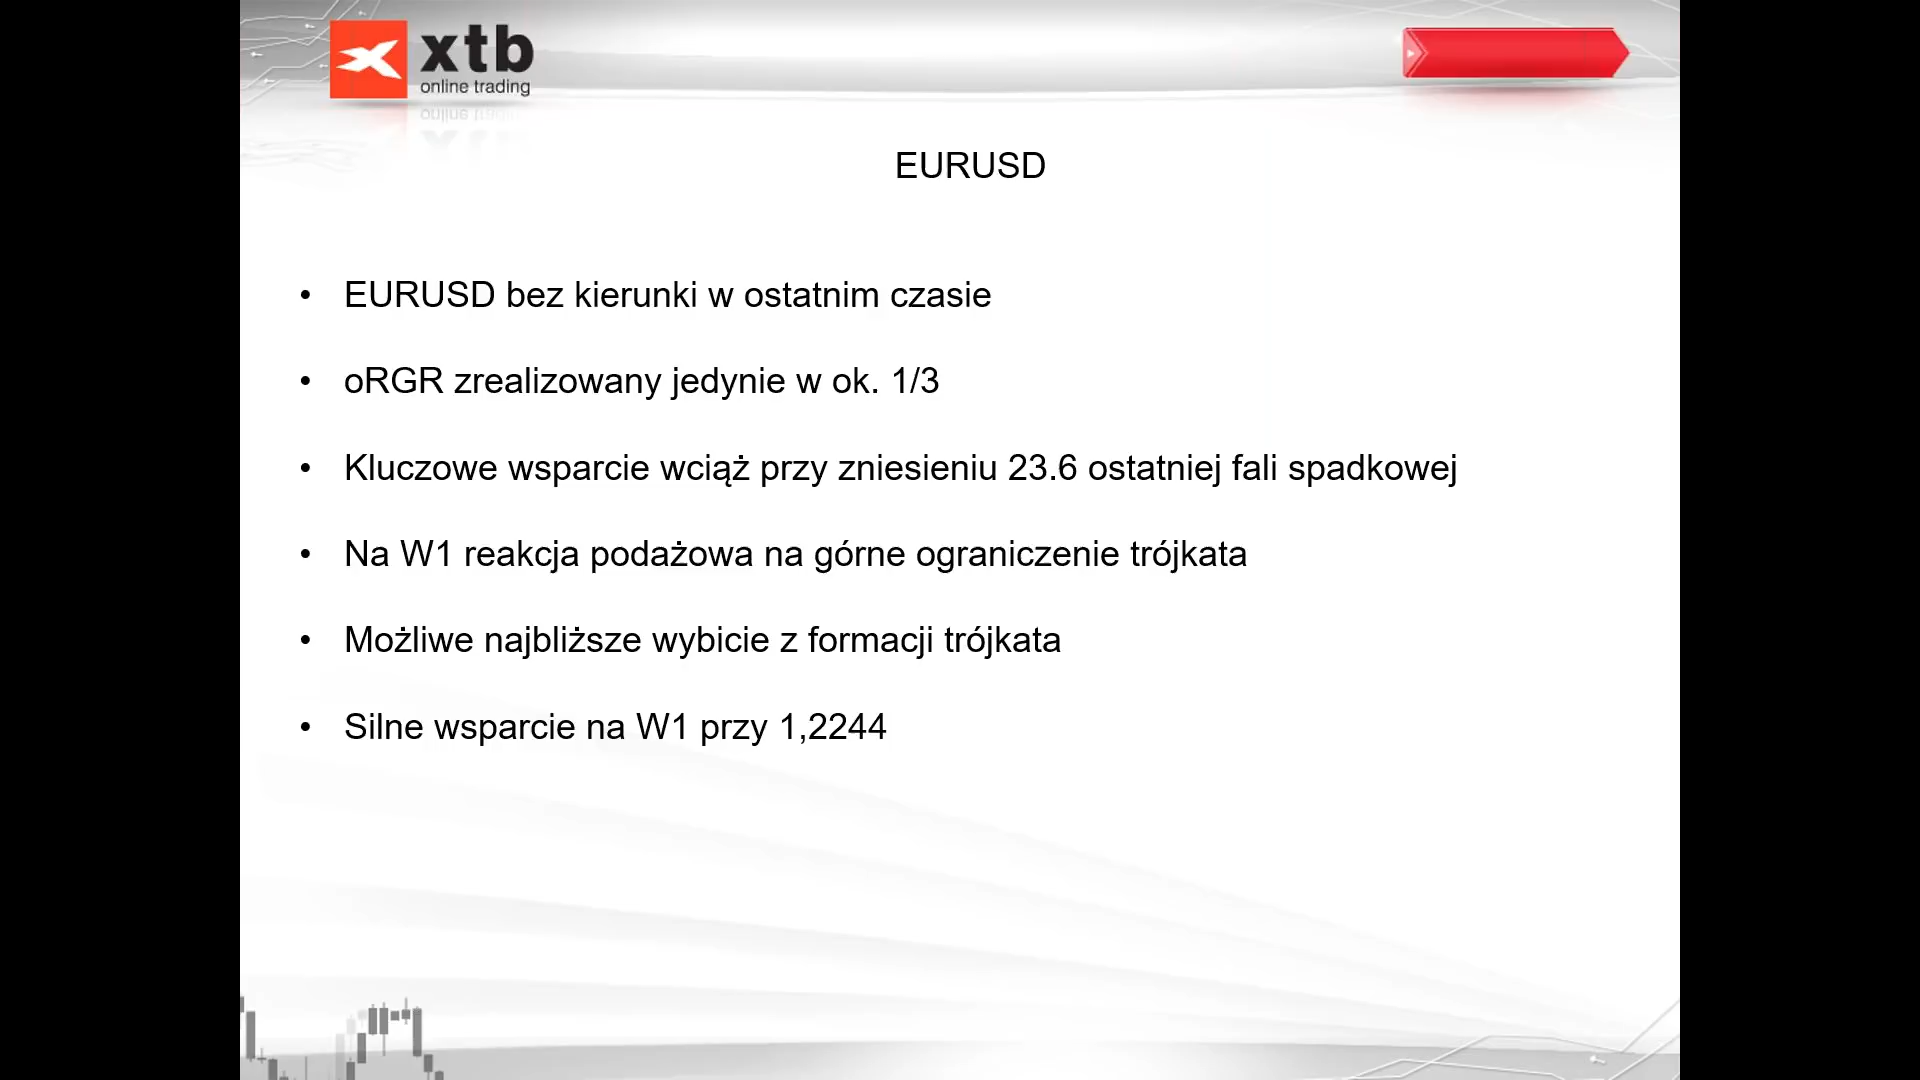 xtb
online trading
EURUSD
• EURUSD bez kierunki w ostatnim czasie
• oRGR zrealizowany jedynie w ok. 1/3
• Kluczowe wsparcie wciąż przy zniesieniu 23.6 ostatniej fali spadkowej
• Na W1 reakcja podażowa na górne ograniczenie trójkata
• Możliwe najbliższe wybicie z formacji trójkata
• Silne wsparcie na W1 przy 1,2244